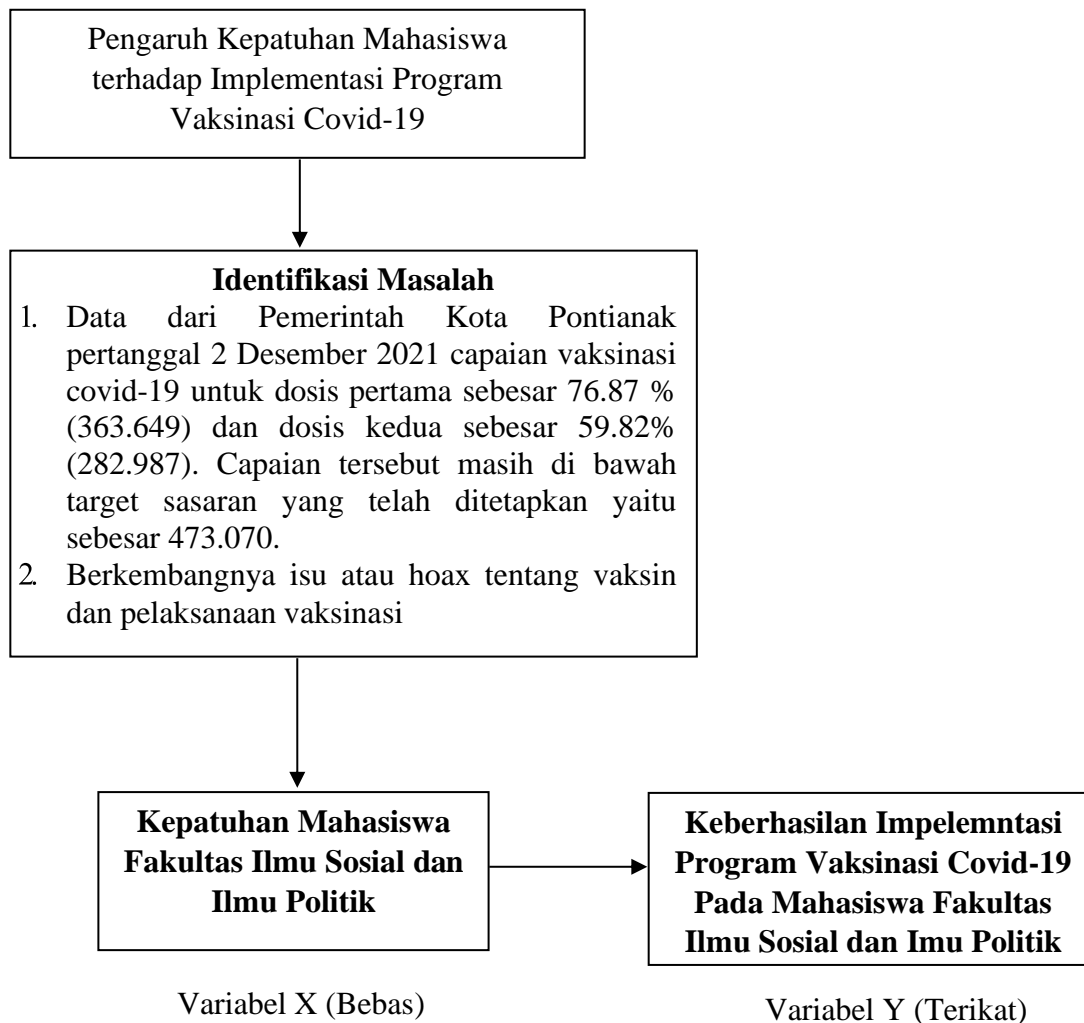 Pengaruh Kepatuhan Mahasiswa
terhadap Implementasi Program
Vaksinasi Covid-19
Identifikasi Masalah
1. Data dari Pemerintah Kota Pontianak
pertanggal 2 Desember 2021 capaian vaksinasi
covid-19 untuk dosis pertama sebesar 76.87 %
(363.649) dan dosis kedua sebesar 59.82%
(282.987). Capaian tersebut masih di bawah
target sasaran yang telah ditetapkan yaitu
sebesar 473.070.
2. Berkembangnya isu atau hoax tentang vaksin
dan pelaksanaan vaksinasi
Kepatuhan Mahasiswa
Fakultas Ilmu Sosial dan
Ilmu Politik
Keberhasilan Impelemntasi
Program Vaksinasi Covid-19
Pada Mahasiswa Fakultas
Ilmu Sosial dan Imu Politik
Variabel X (Bebas)
Variabel Y (Terikat)